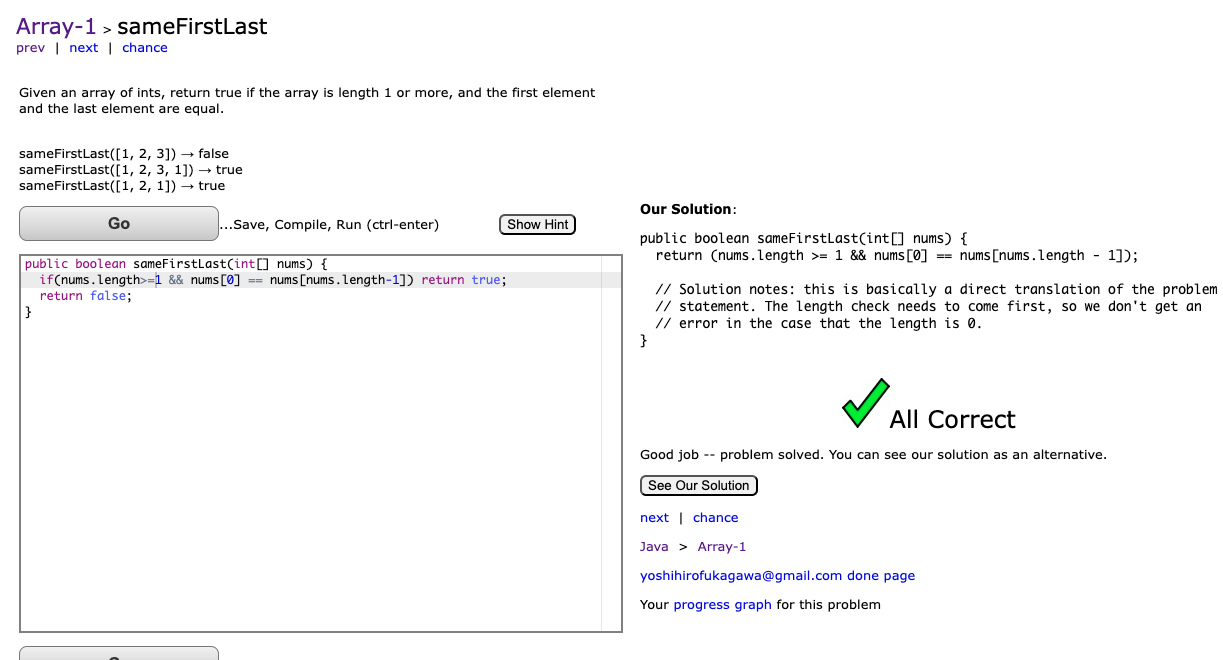 Array-1 > sameFirstLast
prev | next | chance
Given an array of ints, return true if the array is length 1 or more, and the first element
and the last element are equal.
sameFirstLast([1, 2, 3]) → false
sameFirstLast([1, 2, 3, 1]) → true
sameFirstLast([1, 2, 1]) → true
Go
...Save, Compile, Run (ctrl-enter)
Show Hint
public boolean sameFirstLast(int[] nums) {
  if(nums.length>=1 && nums[0] == nums[nums.length-1]) return true;
  return false;
}
Our Solution:
public boolean sameFirstLast(int[] nums) {
  return (nums.length >= 1 && nums[0] == nums[nums.length - 1]);
  // Solution notes: this is basically a direct translation of the problem
  // statement. The length check needs to come first, so we don't get an
  // error in the case that the length is 0.
}
All Correct
Good job -- problem solved. You can see our solution as an alternative.
See Our Solution
next | chance
Java > Array-1
yoshihirofukagawa@gmail.com done page
Your progress graph for this problem